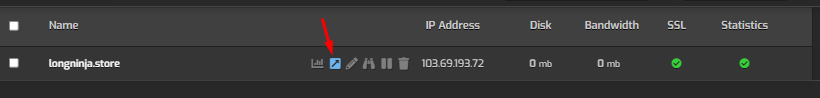 Name IP Address Disk Bandwidth SSL Statistics
longninja.store 103.69.193.72 0 mb 0 mb